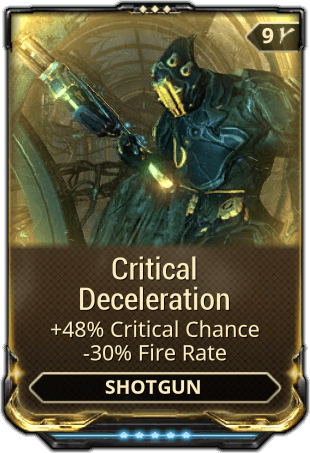 9
Critical
Deceleration
+48% Critical Chance
-30% Fire Rate
SHOTGUN